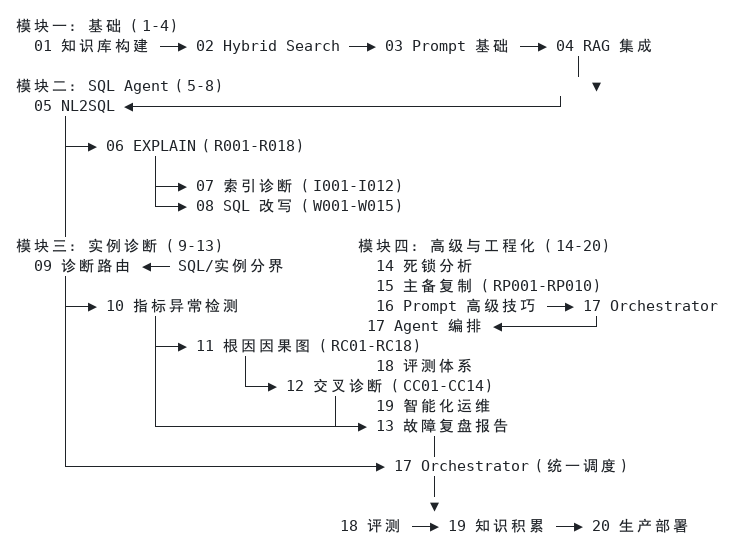 模块一: 基础 (1-4)
01 知识库构建 → 02 Hybrid Search → 03 Prompt 基础 → 04 RAG 集成
模块二: SQL Agent (5-8)
05 NL2SQL
06 EXPLAIN (R001-R018)
07 索引诊断 (I001-I012)
08 SQL 改写 (W001-W015)
模块三: 实例诊断 (9-13) 模块四: 高级与工程化 (14-20)
09 诊断路由 ← SQL/实例分界 14 死锁分析
15 主备复制 (RP001-RP010)
10 指标异常检测 16 Prompt 高级技巧 → 17 Orchestrator
17 Agent 编排
11 根因因果图 (RC01-RC18)
18 评测体系
12 交叉诊断 (CC01-CC14)
19 智能化运维
13 故障复盘报告
17 Orchestrator (统一调度)
18 评测 → 19 知识积累 → 20 生产部署